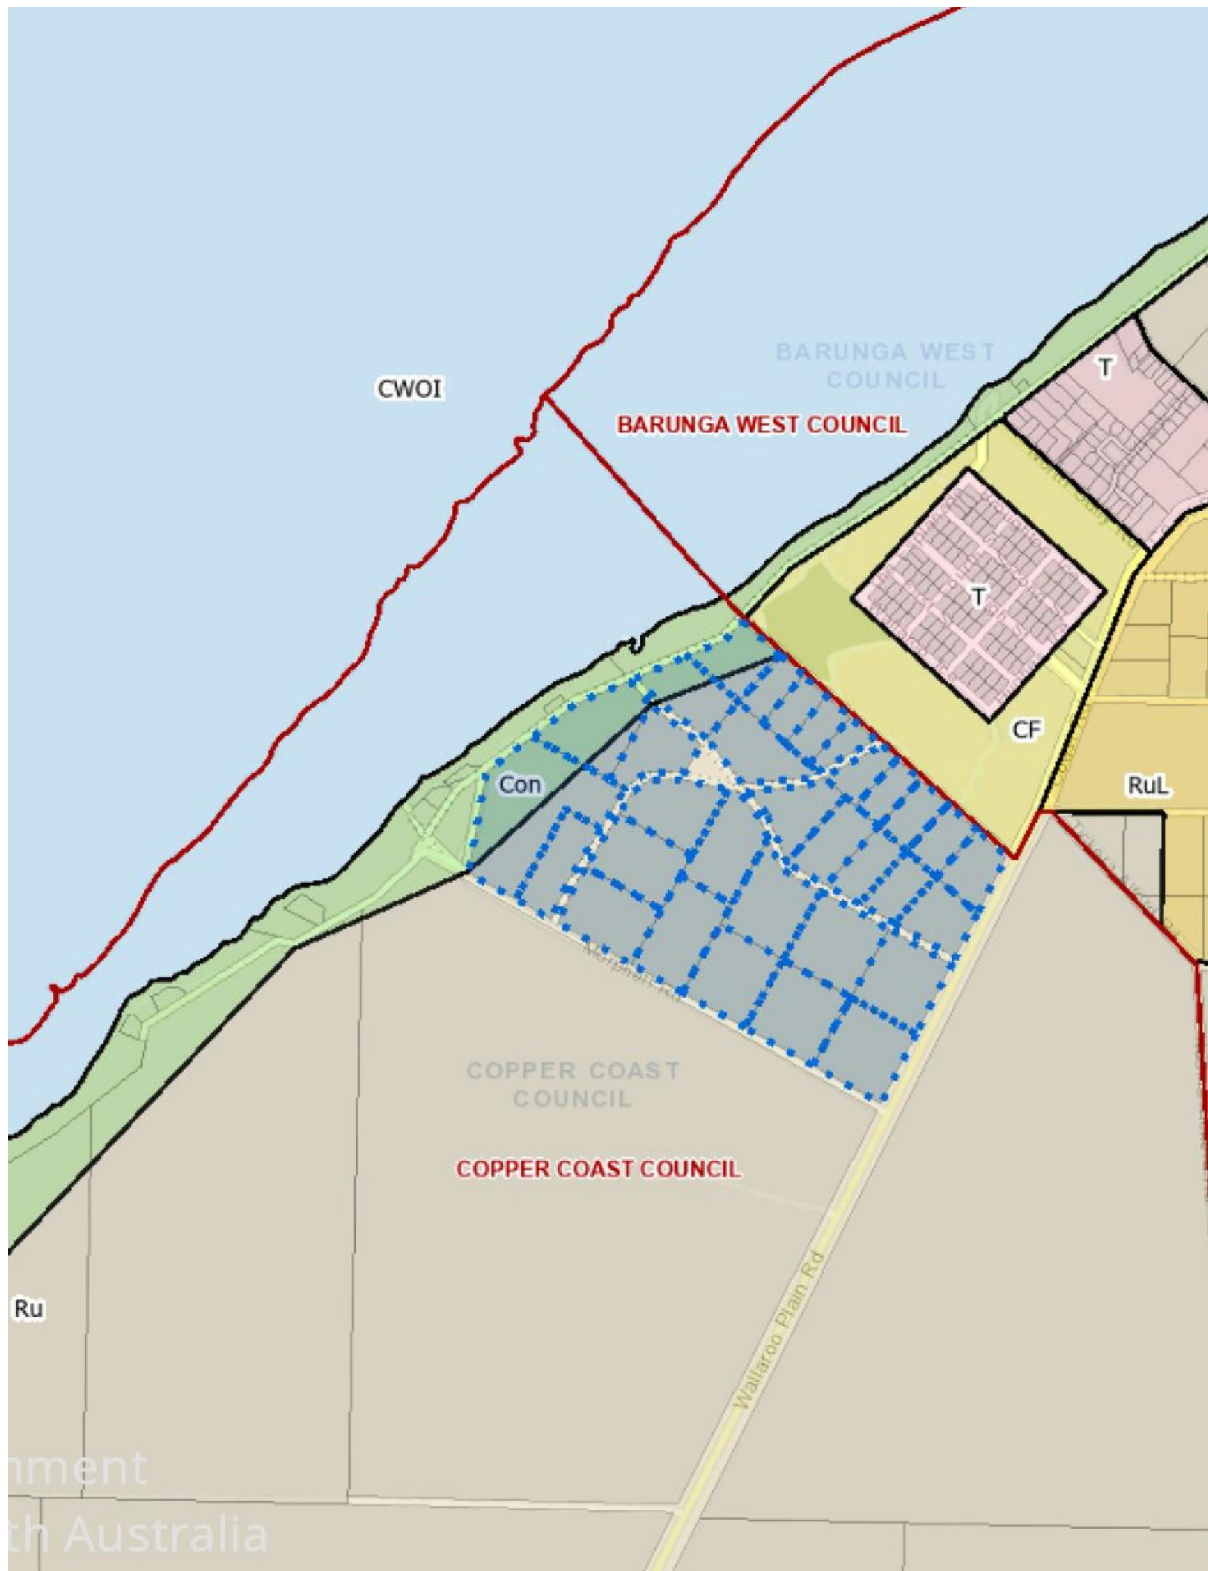 BARUNGA WEST
COUNCIL
T
CWOI
BARUNGA WEST COUNCIL
T
CF
Con
RuL
COPPER COAST
COUNCIL
COPPER COAST COUNCIL
Wallaroo Plain Rd
Ru
nment
th Australia